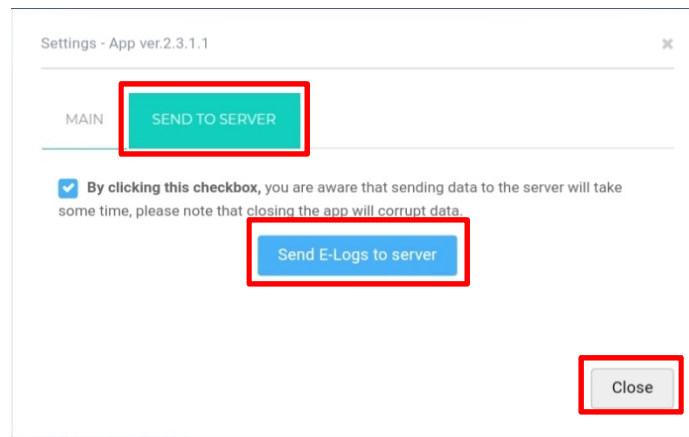 Settings - App ver.2.3.1.1
MAIN
SEND TO SERVER
By clicking this checkbox, you are aware that sending data to the server will take
some time, please note that closing the app will corrupt data.
Send E-Logs to server
Close